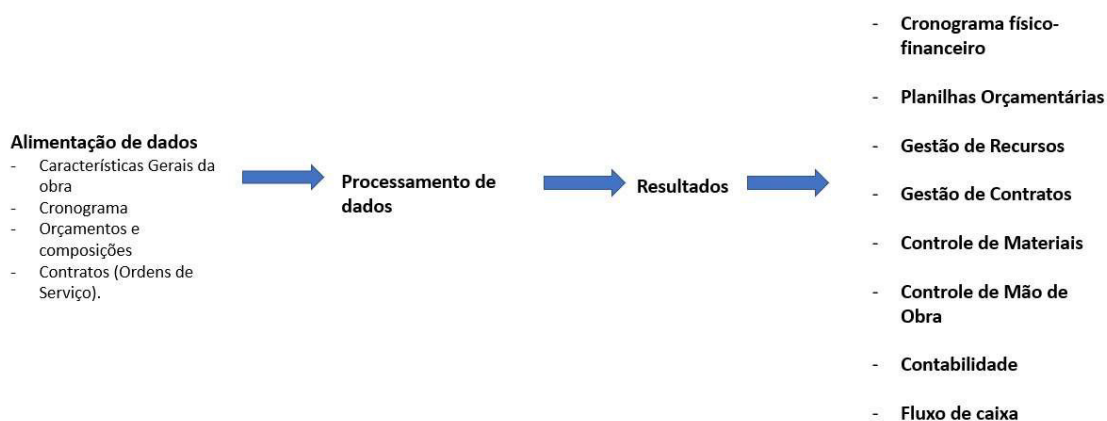 Alimentação de dados
- Características Gerais da
obra
- Cronograma
- Orçamentos e
composições
- Contratos (Ordens de
Serviço).
Processamento de
dados
Resultados
- Cronograma físico-
financeiro
- Planilhas Orçamentárias
- Gestão de Recursos
- Gestão de Contratos
- Controle de Materiais
- Controle de Mão de
Obra
- Contabilidade
- Fluxo de caixa